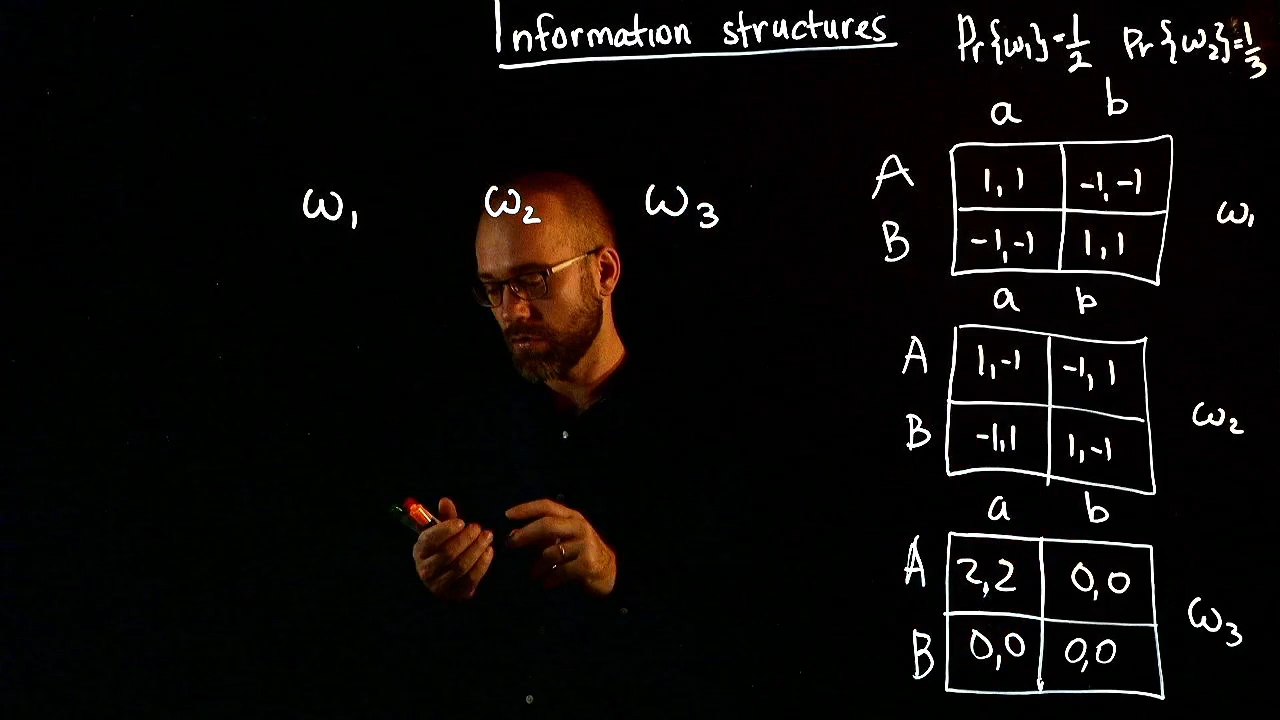 Information structures
Pr{ω₁}=1/2 Pr{ω₂}=1/3
ω₁ ω₂ ω₃
a b
A 1,1 -1,-1
B -1,-1 1,1
ω₁
a b
A 1,-1 -1,1
B -1,1 1,-1
ω₂
a b
A 2,2 0,0
B 0,0 0,0
ω₃